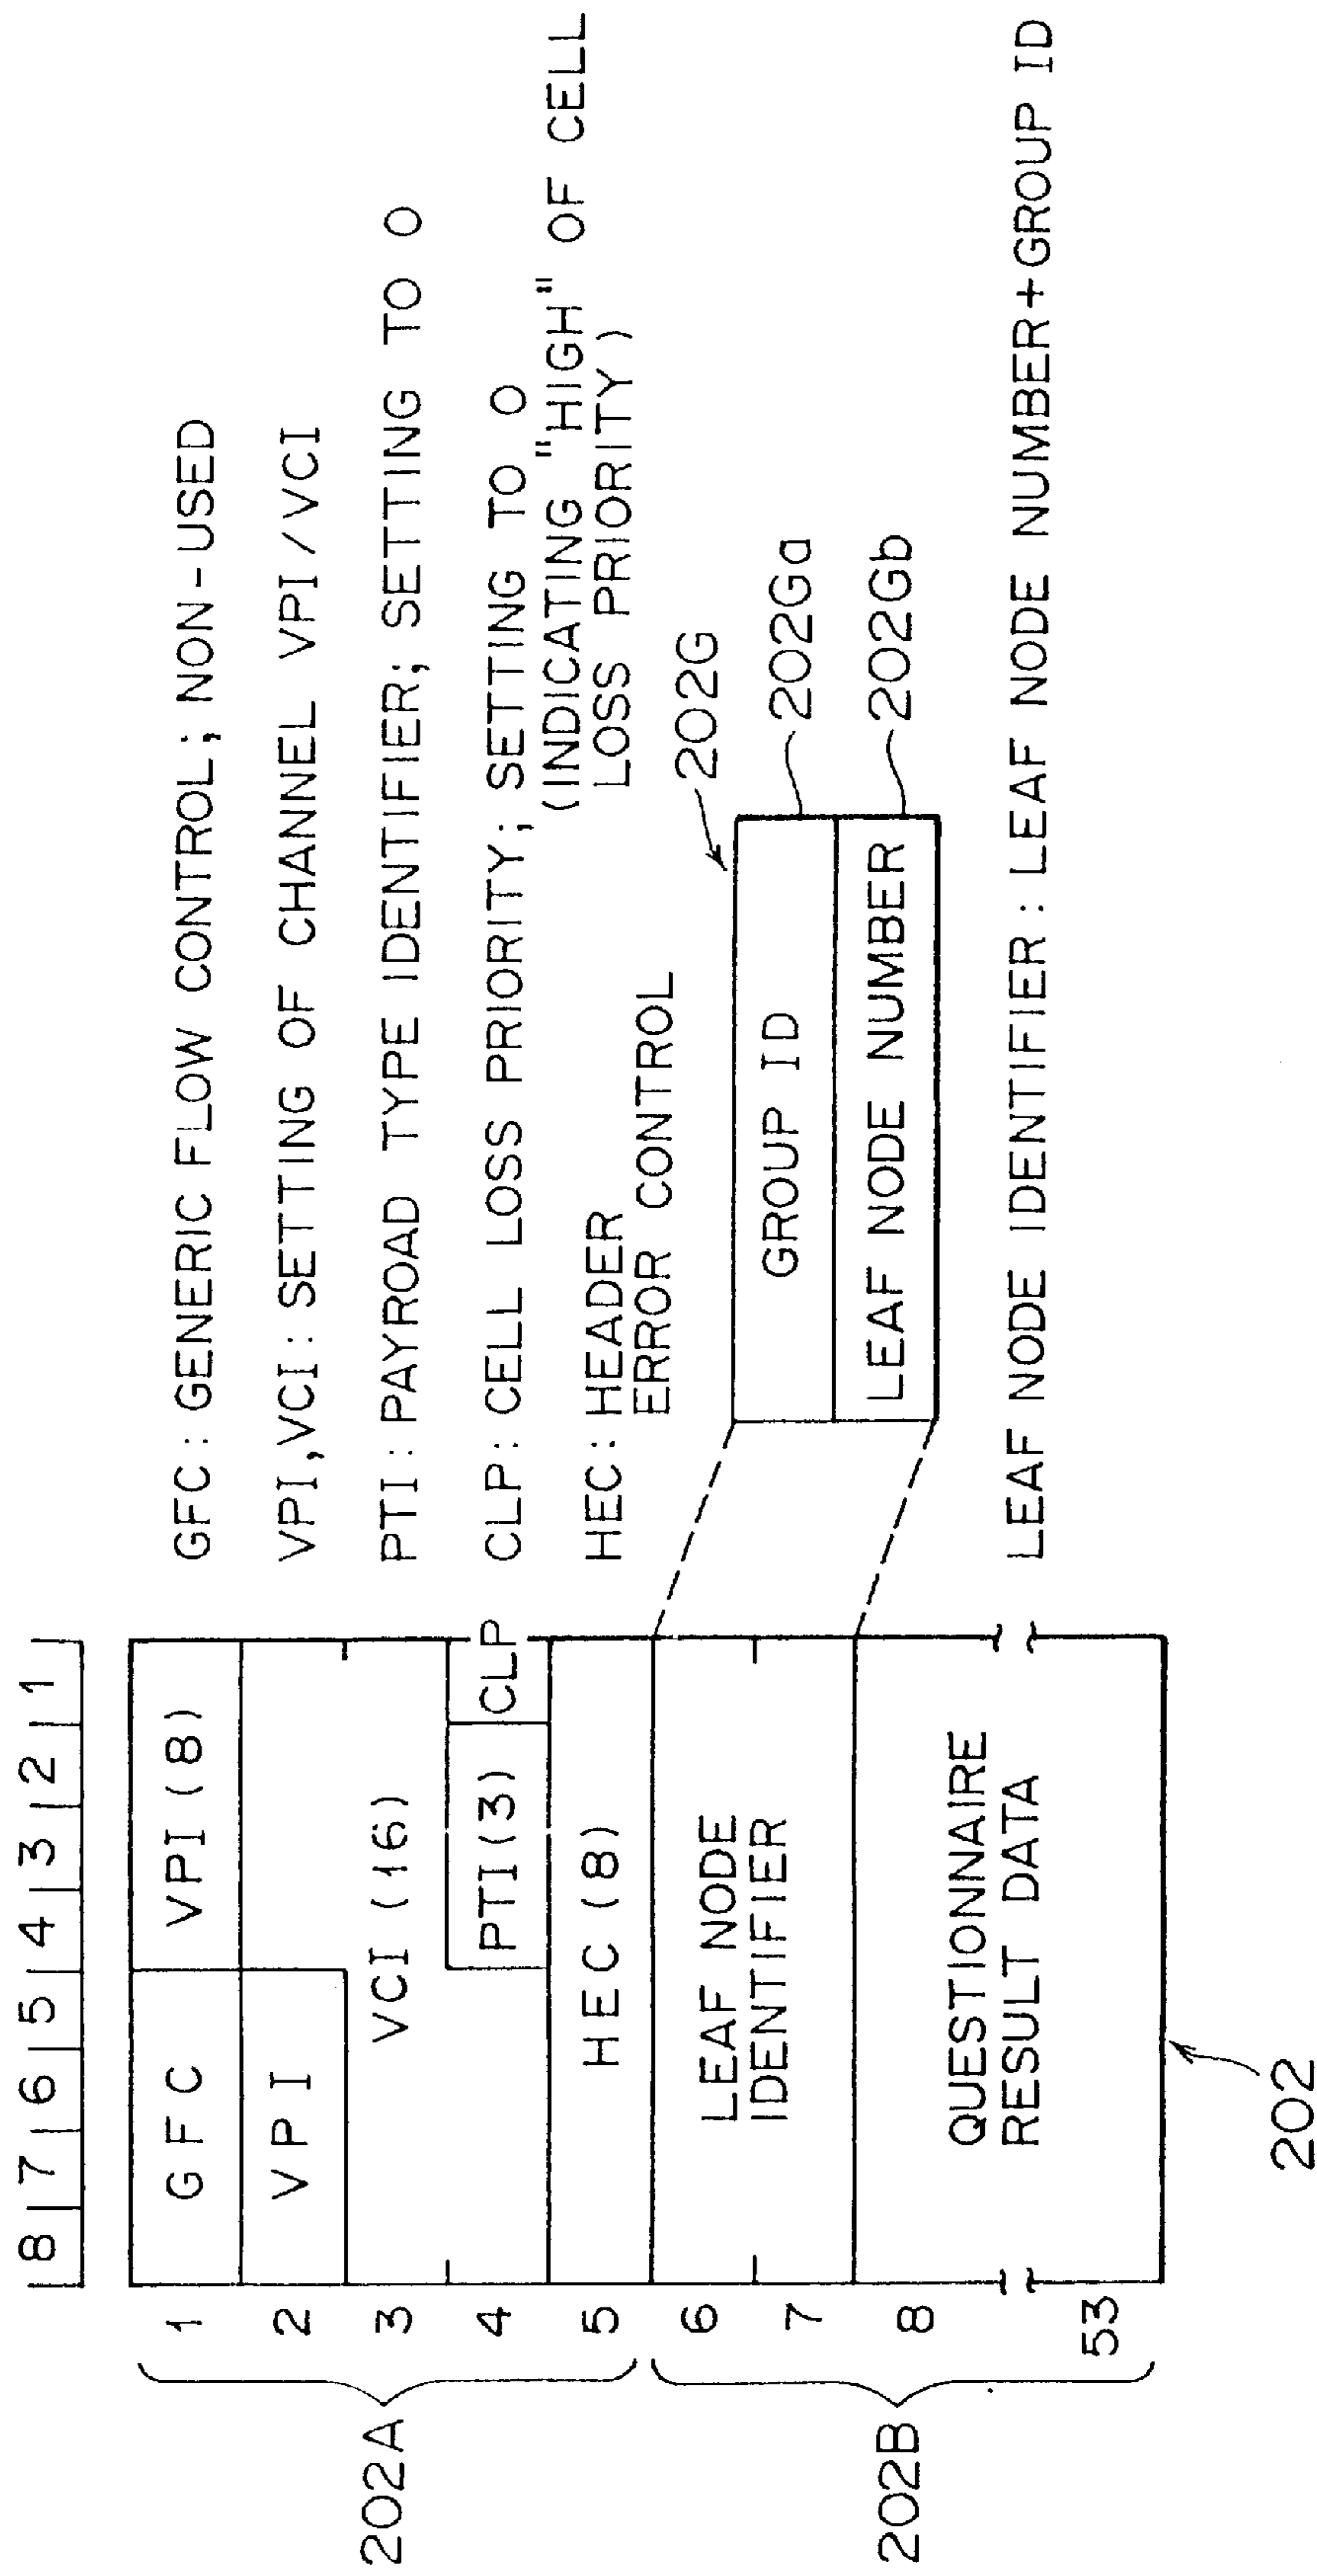 8 7 6 5 4 3 2 1
1 GFC VPI(8)
2 VPI
3 VCI(16)
4 PTI(3) CLP
5 HEC(8)
6 LEAF NODE
7 IDENTIFIER
8 QUESTIONNAIRE
RESULT DATA
53
202A
202B
202
GFC: GENERIC FLOW CONTROL; NON-USED
VPI,VCI: SETTING OF CHANNEL VPI/VCI
PTI: PAYROAD TYPE IDENTIFIER; SETTING TO 0
CLP: CELL LOSS PRIORITY; SETTING TO 0
(INDICATING "HIGH" OF CELL
LOSS PRIORITY)
HEC: HEADER
ERROR CONTROL
202G
GROUP ID 202Ga
LEAF NODE NUMBER 202Gb
LEAF NODE IDENTIFIER: LEAF NODE NUMBER+GROUP ID